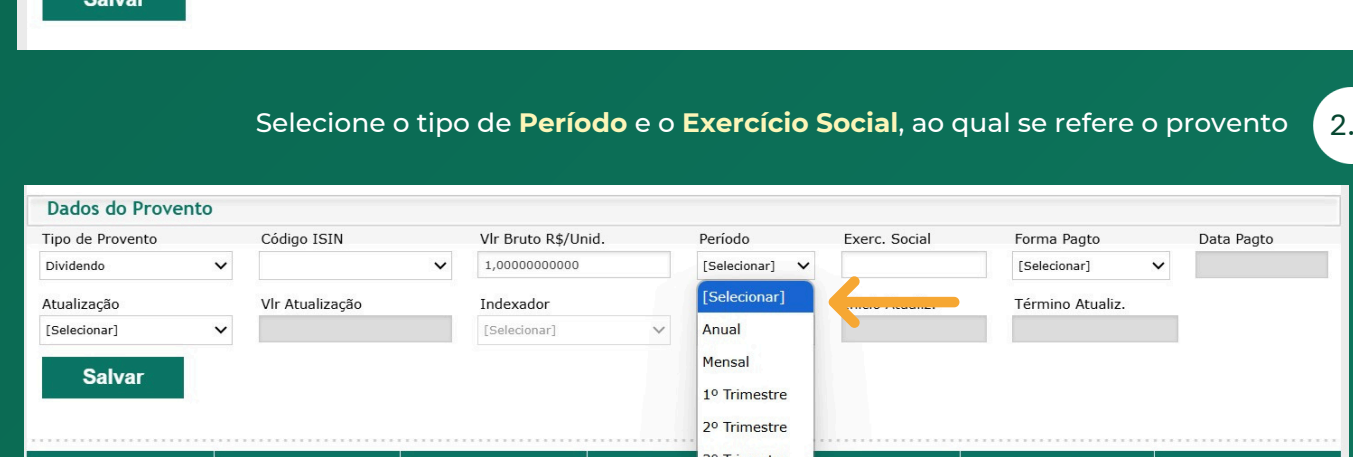 Salvar
Selecione o tipo de Período e o Exercício Social, ao qual se refere o provento 2.
Dados do Provento
Tipo de Provento Código ISIN Vlr Bruto R$/Unid. Período Exerc. Social Forma Pagto Data Pagto
Dividendo 1,00000000000 [Selecionar] [Selecionar]
Atualização Vlr Atualização Indexador [Selecionar] Término Atualiz.
[Selecionar] [Selecionar] Anual
Mensal
Salvar
1º Trimestre
2º Trimestre